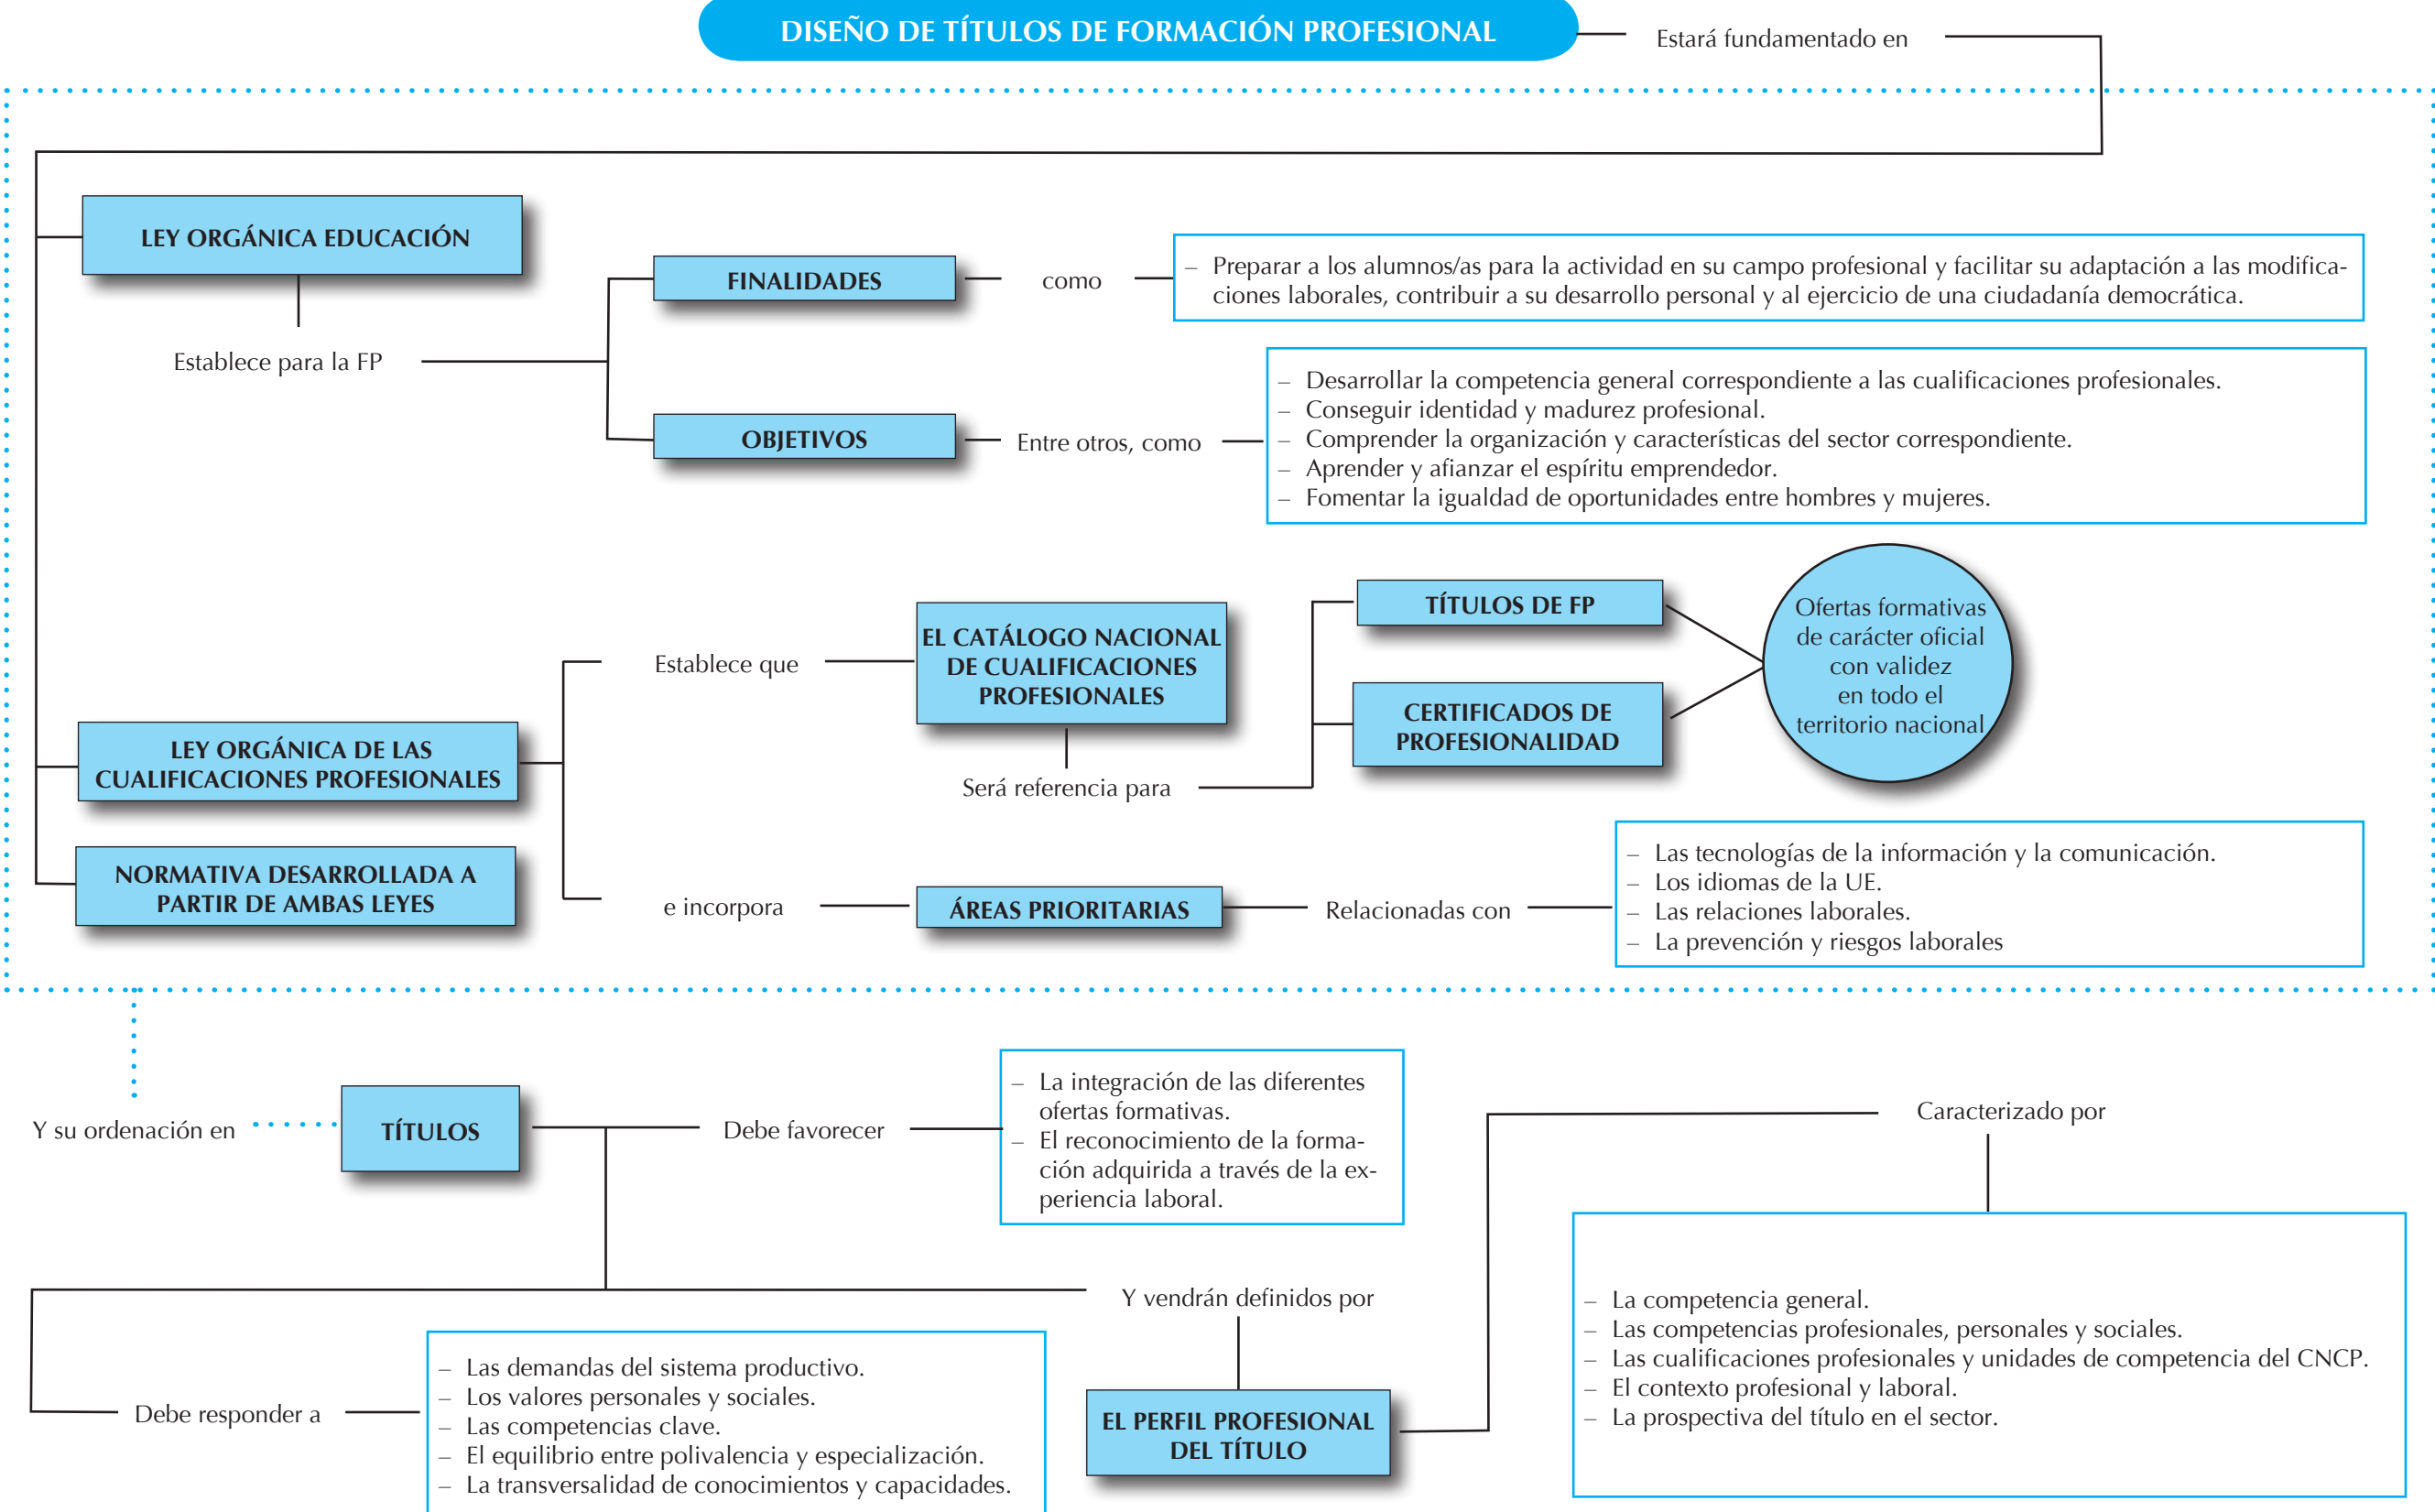 DISEÑO DE TÍTULOS DE FORMACIÓN PROFESIONAL
Estará fundamentado en
LEY ORGÁNICA EDUCACIÓN
Establece para la FP
FINALIDADES
como
– Preparar a los alumnos/as para la actividad en su campo profesional y facilitar su adaptación a las modifica-
ciones laborales, contribuir a su desarrollo personal y al ejercicio de una ciudadanía democrática.
OBJETIVOS
Entre otros, como
– Desarrollar la competencia general correspondiente a las cualificaciones profesionales.
– Conseguir identidad y madurez profesional.
– Comprender la organización y características del sector correspondiente.
– Aprender y afianzar el espíritu emprendedor.
– Fomentar la igualdad de oportunidades entre hombres y mujeres.
LEY ORGÁNICA DE LAS
CUALIFICACIONES PROFESIONALES
Establece que
EL CATÁLOGO NACIONAL
DE CUALIFICACIONES
PROFESIONALES
Será referencia para
TÍTULOS DE FP
CERTIFICADOS DE
PROFESIONALIDAD
Ofertas formativas
de carácter oficial
con validez
en todo el
territorio nacional
NORMATIVA DESARROLLADA A
PARTIR DE AMBAS LEYES
e incorpora
ÁREAS PRIORITARIAS
Relacionadas con
– Las tecnologías de la información y la comunicación.
– Los idiomas de la UE.
– Las relaciones laborales.
– La prevención y riesgos laborales
Y su ordenación en
TÍTULOS
Debe favorecer
– La integración de las diferentes
ofertas formativas.
– El reconocimiento de la forma-
ción adquirida a través de la ex-
periencia laboral.
Debe responder a
– Las demandas del sistema productivo.
– Los valores personales y sociales.
– Las competencias clave.
– El equilibrio entre polivalencia y especialización.
– La transversalidad de conocimientos y capacidades.
Y vendrán definidos por
EL PERFIL PROFESIONAL
DEL TÍTULO
Caracterizado por
– La competencia general.
– Las competencias profesionales, personales y sociales.
– Las cualificaciones profesionales y unidades de competencia del CNCP.
– El contexto profesional y laboral.
– La prospectiva del título en el sector.